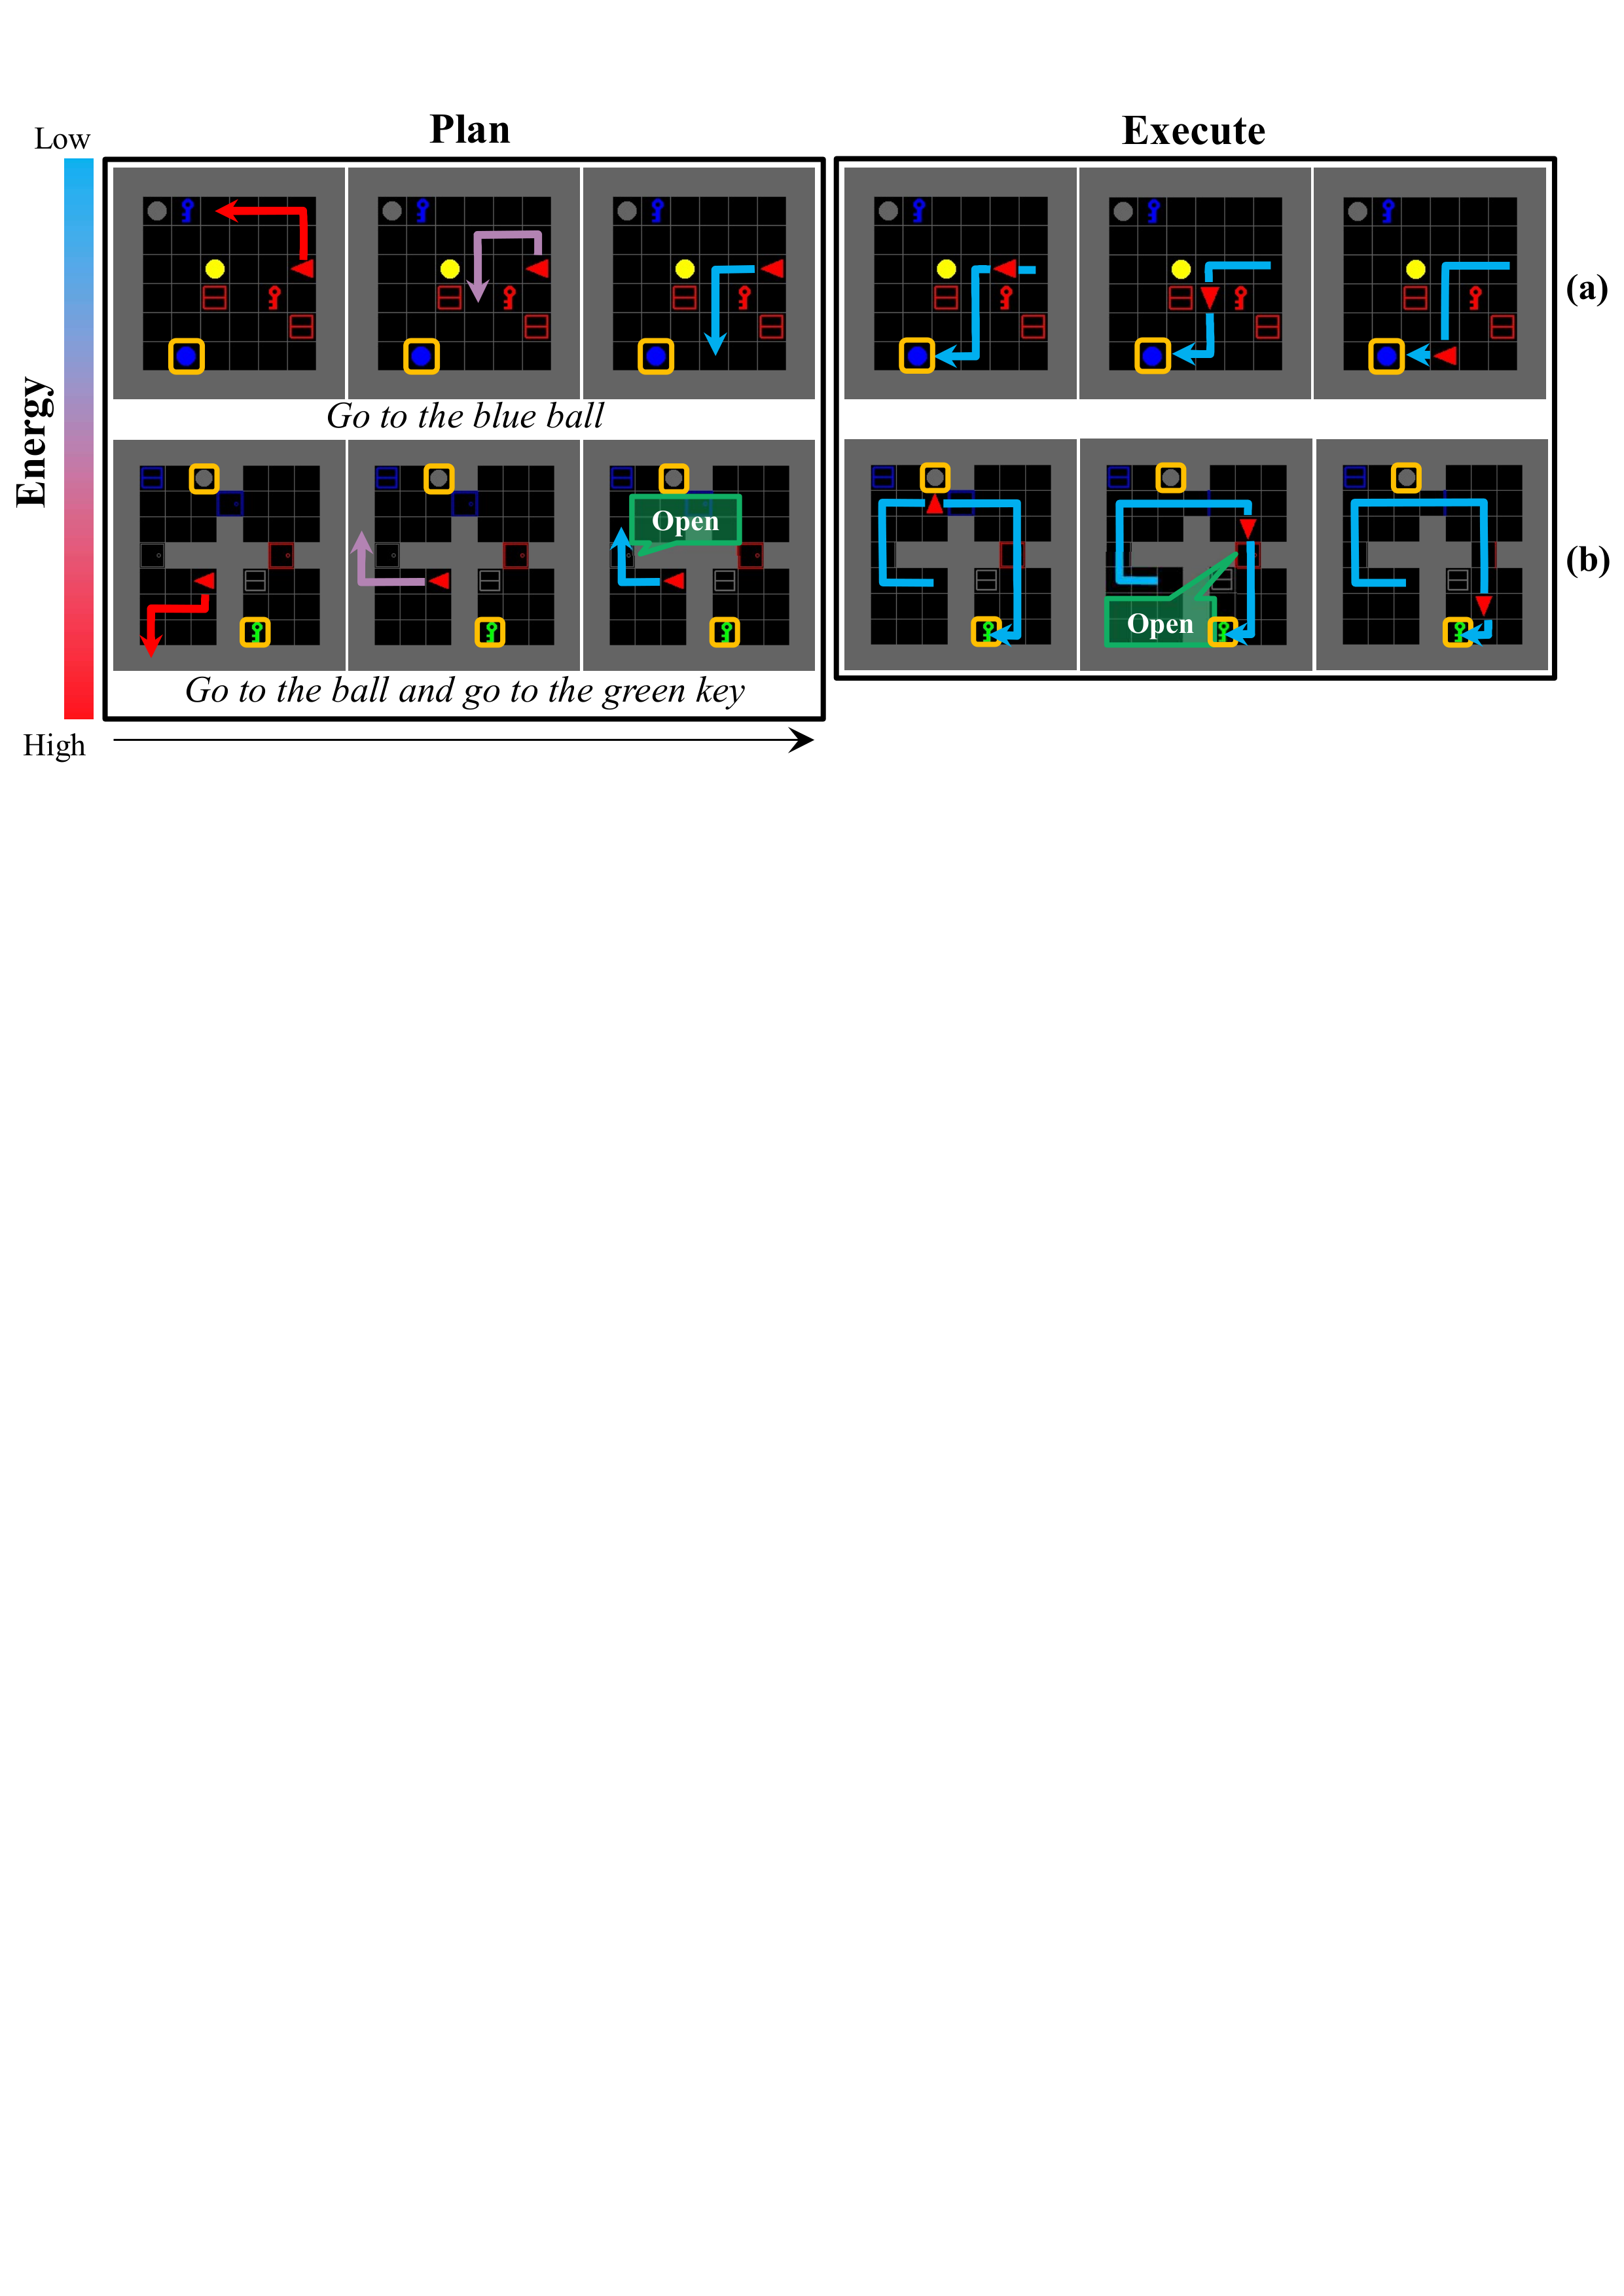 Plan
Execute
Low
Energy
High
(a)
Go to the blue ball
Open
Open
(b)
Go to the ball and go to the green key